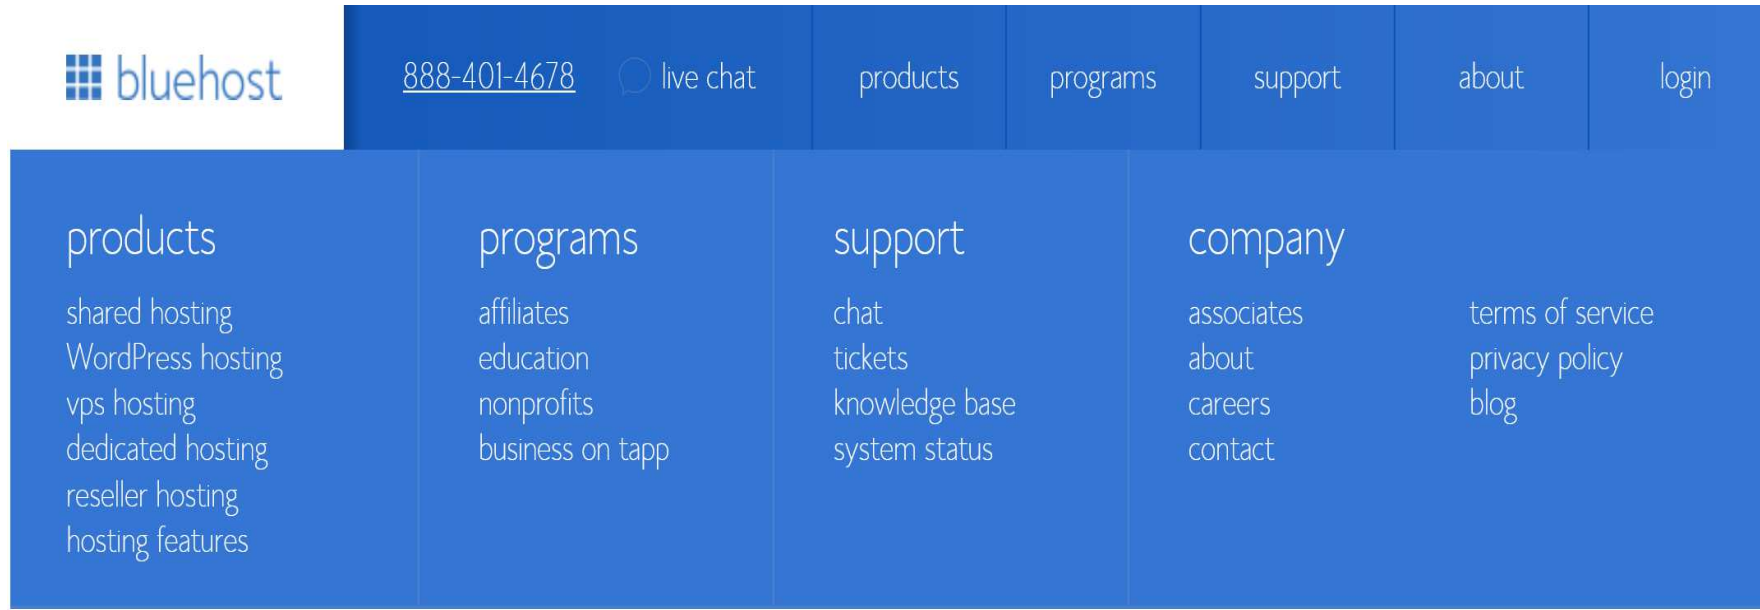 bluehost
888-401-4678
live chat
products
programs
support
about
login
products
shared hosting
WordPress hosting
vps hosting
dedicated hosting
reseller hosting
hosting features
programs
affiliates
education
nonprofits
business on tapp
support
chat
tickets
knowledge base
system status
company
associates
about
careers
contact
terms of service
privacy policy
blog